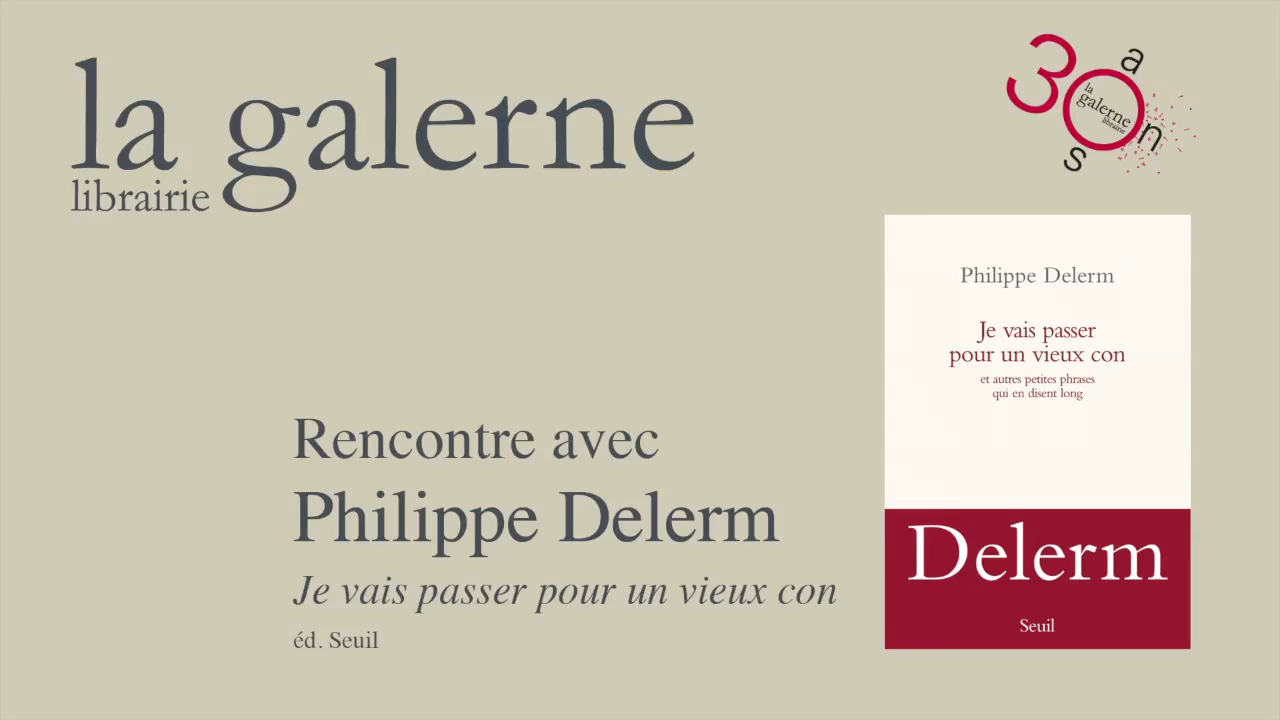 la galerne
librairie
30 ans
la
galerne
librairie
Philippe Delerm
Je vais passer
pour un vieux con
et autres petites phrases
qui en disent long
Delerm
Seuil
Rencontre avec
Philippe Delerm
Je vais passer pour un vieux con
éd. Seuil